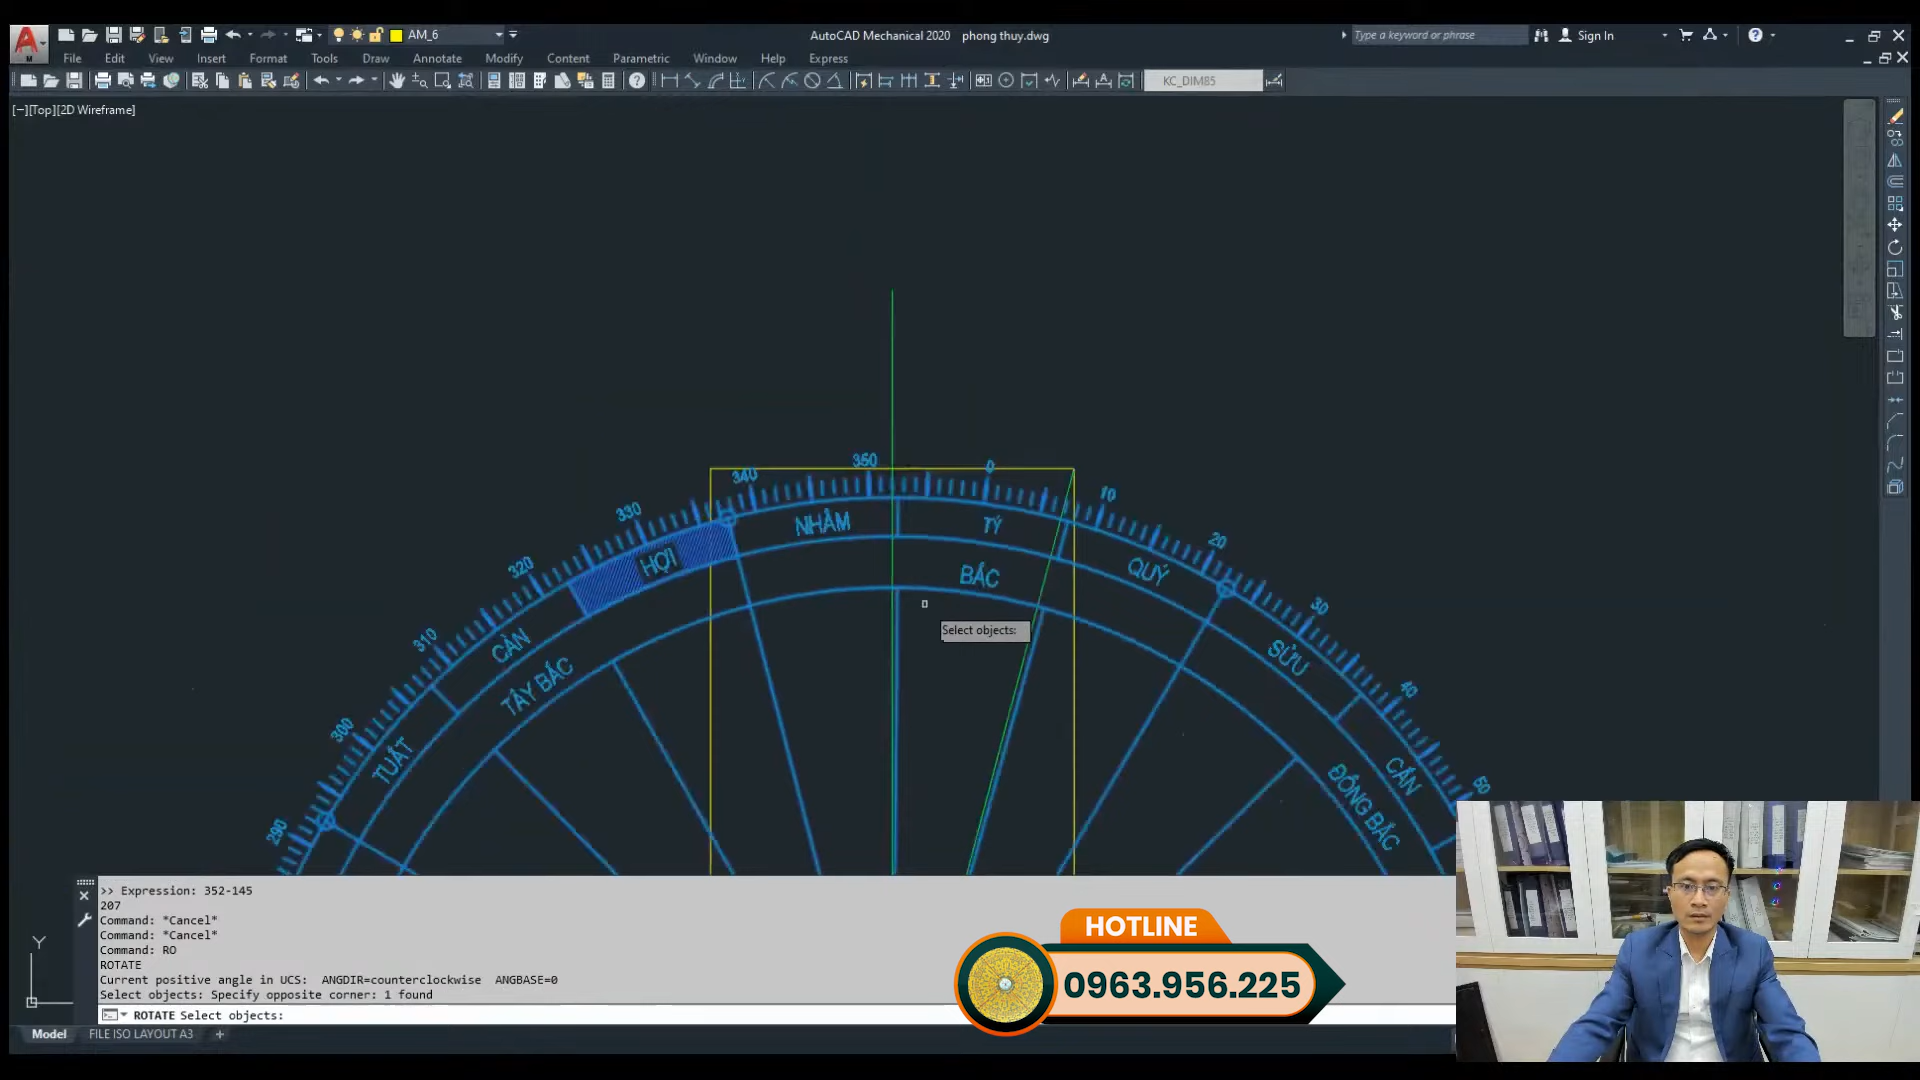 AM_6
AutoCAD Mechanical 2020 phong thuy.dwg
Type a keyword or phrase
Sign In
File Edit View Insert Format Tools Draw Annotate Modify Content Parametric Window Help Express
KC_DIM85
[−][Top][2D Wireframe]
350
0
340
10
330
20
320
30
310
40
300
290
NHÂM
TÝ
HỢI
BẮC
QUÝ
CÀN
SỬU
TÂY BẮC
TUẤT
CẤN
ĐÔNG BẮC
Select objects:
>> Expression: 352-145
207
Command: *Cancel*
Command: *Cancel*
Command: RO
ROTATE
Current positive angle in UCS: ANGDIR=counterclockwise ANGBASE=0
Select objects: Specify opposite corner: 1 found
ROTATE Select objects:
Y
HOTLINE
0963.956.225
Model FILE ISO LAYOUT A3 +